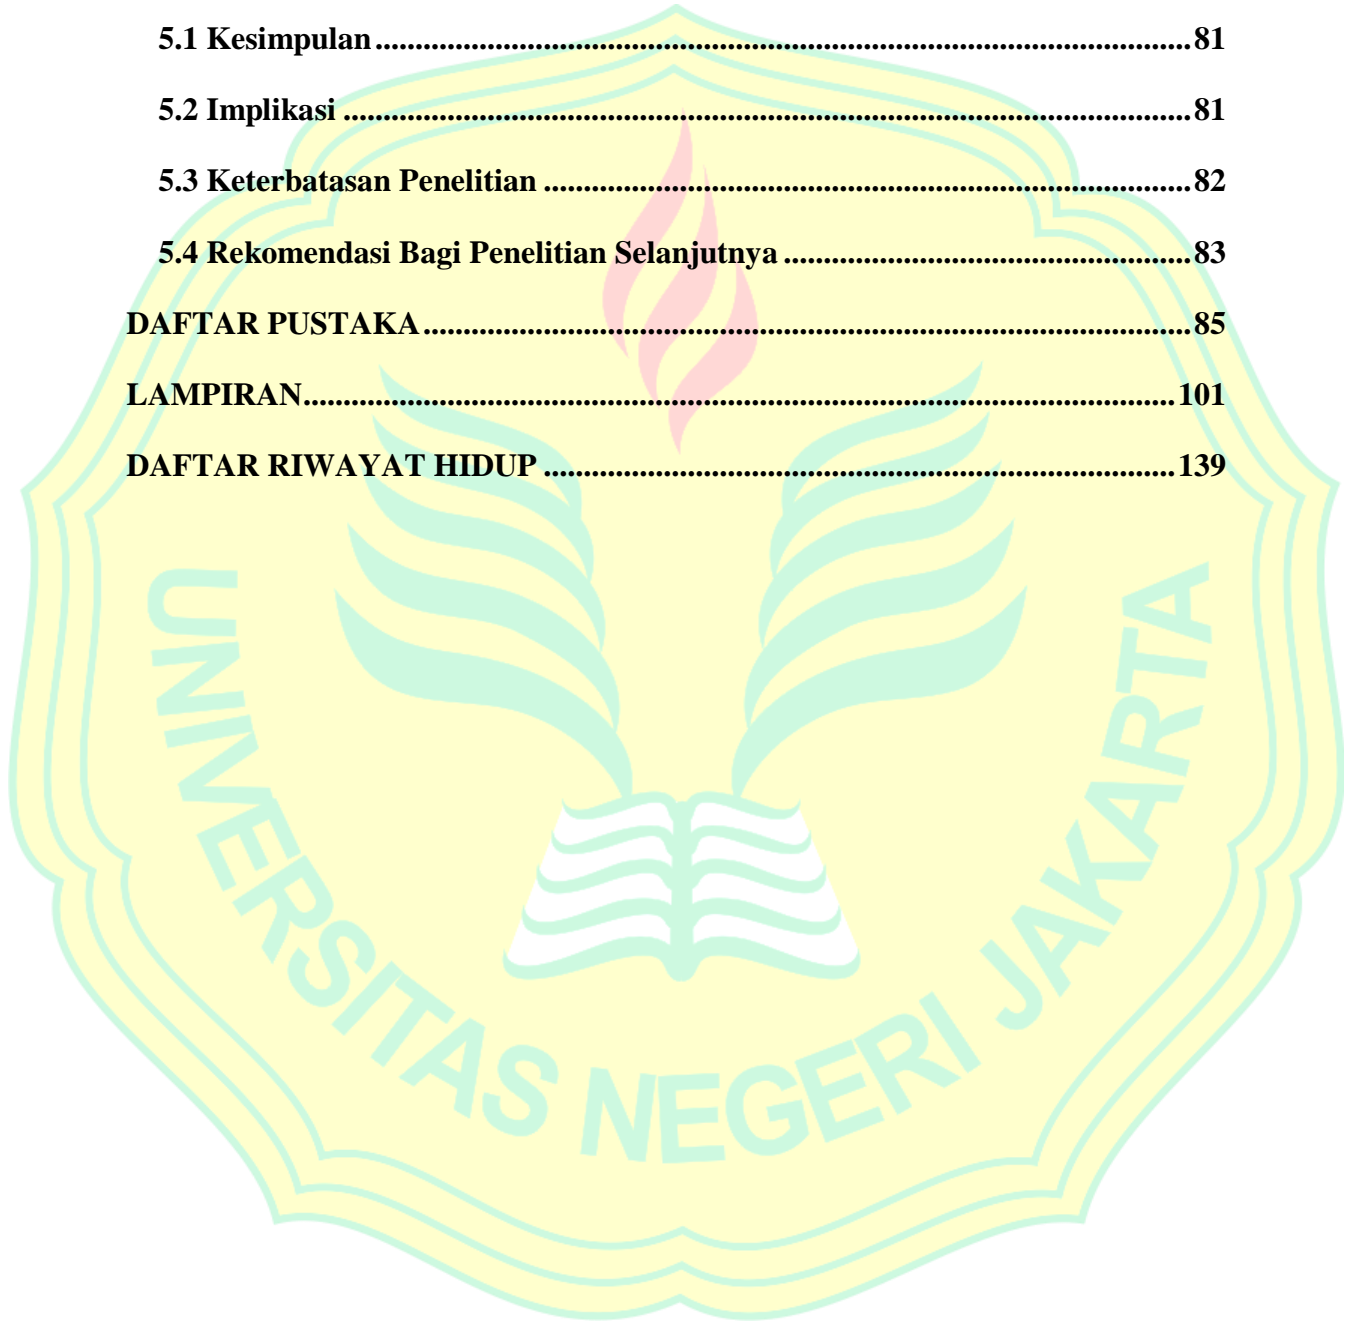 5.1 Kesimpulan.....................................................................................................81
5.2 Implikasi .........................................................................................................81
5.3 Keterbatasan Penelitian ................................................................................82
5.4 Rekomendasi Bagi Penelitian Selanjutnya ..................................................83
DAFTAR PUSTAKA...............................................................................................85
LAMPIRAN............................................................................................................101
DAFTAR RIWAYAT HIDUP ..............................................................................139
UNIVERSITAS NEGERI JAKARTA